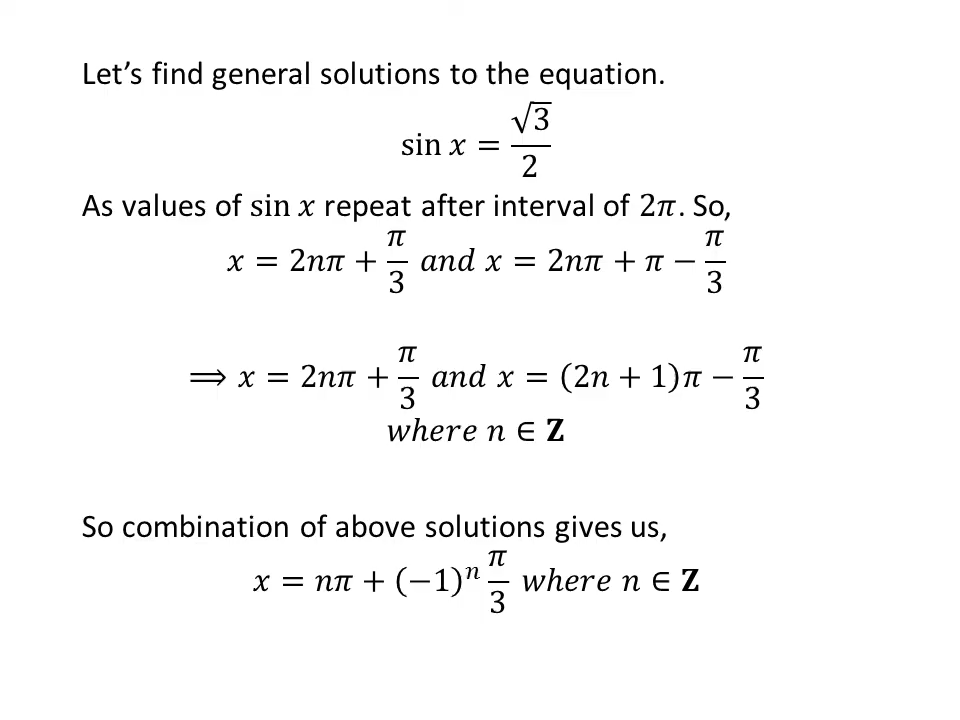 Let’s find general solutions to the equation.
sin 𝑥 = √3/2
As values of sin 𝑥 repeat after interval of 2𝜋. So,
𝑥 = 2𝑛𝜋 + 𝜋/3 𝑎𝑛𝑑 𝑥 = 2𝑛𝜋 + 𝜋 − 𝜋/3
⟹ 𝑥 = 2𝑛𝜋 + 𝜋/3 𝑎𝑛𝑑 𝑥 = (2𝑛 + 1)𝜋 − 𝜋/3
𝑤ℎ𝑒𝑟𝑒 𝑛 ∈ 𝐙
So combination of above solutions gives us,
𝑥 = 𝑛𝜋 + (−1)^𝑛 𝜋/3 𝑤ℎ𝑒𝑟𝑒 𝑛 ∈ 𝐙